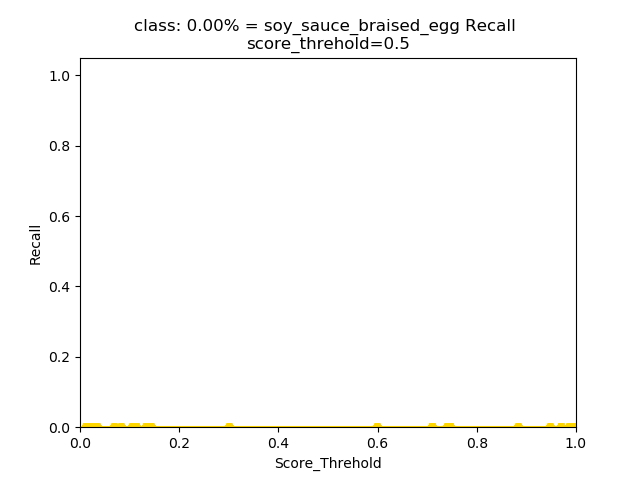 class: 0.00% = soy_sauce_braised_egg Recall
score_threhold=0.5
1.0
0.8
0.6
0.4
0.2
0.0
Recall
0.0 0.2 0.4 0.6 0.8 1.0
Score_Threhold